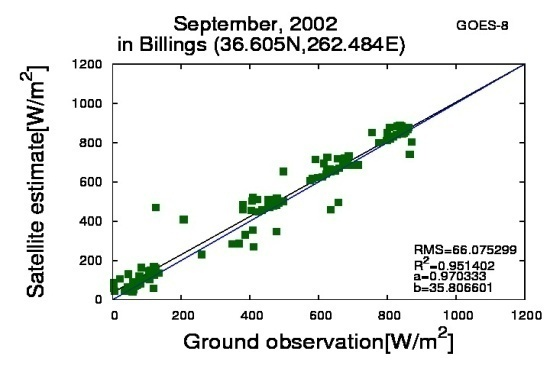 September, 2002
in Billings (36.605N,262.484E)
GOES-8
Satellite estimate[W/m²]
1200
1000
800
600
400
200
0
RMS=66.075299
R²=0.951402
a=0.970333
b=35.806601
0 200 400 600 800 1000 1200
Ground observation[W/m²]